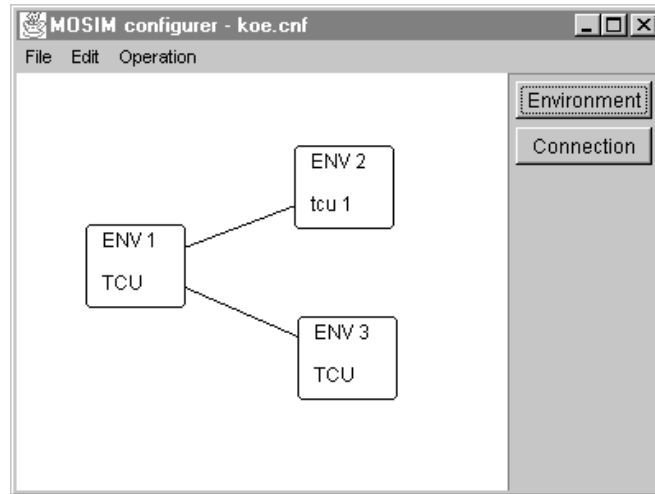 MOSIM configurer - koe.cnf
File Edit Operation
Environment
Connection
ENV 2
tcu 1
ENV 1
TCU
ENV 3
TCU